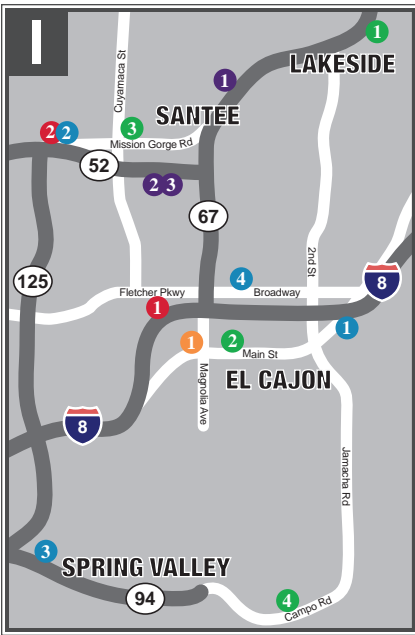 I
1
LAKESIDE
Cuyamaca St
1
SANTEE
2 2
3
Mission Gorge Rd
52
2 3
67
2nd St
125
4
8
Fletcher Pkwy
Broadway
1
1
1
2
Main St
EL CAJON
Magnolia Ave
8
Jamacha Rd
3
SPRING VALLEY
94
4
Campo Rd